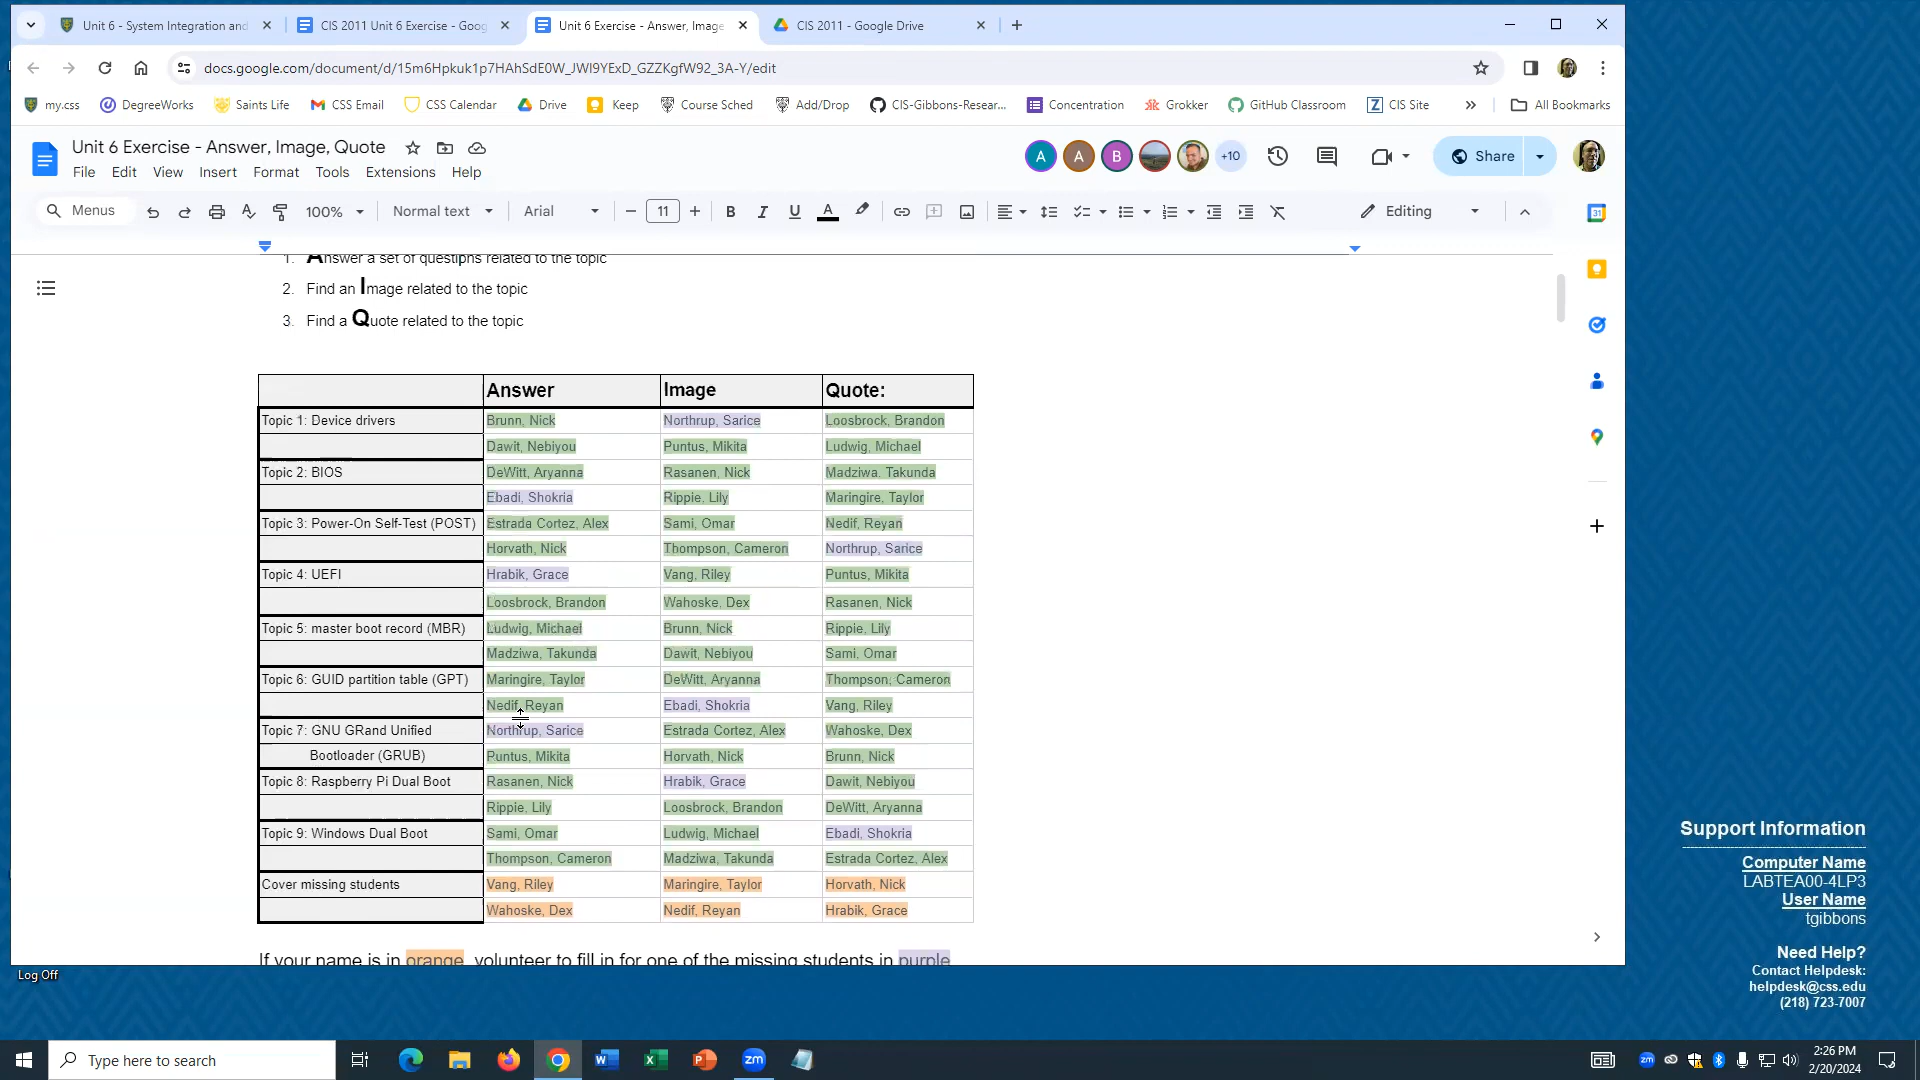 Unit 6 - System Integration and
CIS 2011 Unit 6 Exercise - Goog
Unit 6 Exercise - Answer, Image,
CIS 2011 - Google Drive
docs.google.com/document/d/15m6Hpkuk1p7HAhSdE0W_JWI9YExD_GZZKgfW92_3A-Y/edit
my.css
DegreeWorks
Saints Life
CSS Email
CSS Calendar
Drive
Keep
Course Sched
Add/Drop
CIS-Gibbons-Resear...
Concentration
Grokker
GitHub Classroom
CIS Site
All Bookmarks
Unit 6 Exercise - Answer, Image, Quote
A A B +10
Share
File Edit View Insert Format Tools Extensions Help
Menus 100% Normal text Arial 11 B I U A Editing
1. Answer a set of questions related to the topic
2. Find an Image related to the topic
3. Find a Quote related to the topic
Answer Image Quote:
Topic 1: Device drivers Brunn, Nick Northrup, Sarice Loosbrock, Brandon
Dawit, Nebiyou Puntus, Mikita Ludwig, Michael
Topic 2: BIOS DeWitt, Aryanna Rasanen, Nick Madziwa, Takunda
Ebadi, Shokria Rippie, Lily Maringire, Taylor
Topic 3: Power-On Self-Test (POST) Estrada Cortez, Alex Sami, Omar Nedif, Reyan
Horvath, Nick Thompson, Cameron Northrup, Sarice
Topic 4: UEFI Hrabik, Grace Vang, Riley Puntus, Mikita
Loosbrock, Brandon Wahoske, Dex Rasanen, Nick
Topic 5: master boot record (MBR) Ludwig, Michael Brunn, Nick Rippie, Lily
Madziwa, Takunda Dawit, Nebiyou Sami, Omar
Topic 6: GUID partition table (GPT) Maringire, Taylor DeWitt, Aryanna Thompson, Cameron
Nedif, Reyan Ebadi, Shokria Vang, Riley
Topic 7: GNU GRand Unified Northrup, Sarice Estrada Cortez, Alex Wahoske, Dex
Bootloader (GRUB) Puntus, Mikita Horvath, Nick Brunn, Nick
Topic 8: Raspberry Pi Dual Boot Rasanen, Nick Hrabik, Grace Dawit, Nebiyou
Rippie, Lily Loosbrock, Brandon DeWitt, Aryanna
Topic 9: Windows Dual Boot Sami, Omar Ludwig, Michael Ebadi, Shokria
Thompson, Cameron Madziwa, Takunda Estrada Cortez, Alex
Cover missing students Vang, Riley Maringire, Taylor Horvath, Nick
Wahoske, Dex Nedif, Reyan Hrabik, Grace
If your name is in orange, volunteer to fill in for one of the missing students in purple
Log Off
Support Information
Computer Name
LABTEA00-4LP3
User Name
tgibbons
Need Help?
Contact Helpdesk:
helpdesk@css.edu
(218) 723-7007
Type here to search
2:26 PM
2/20/2024